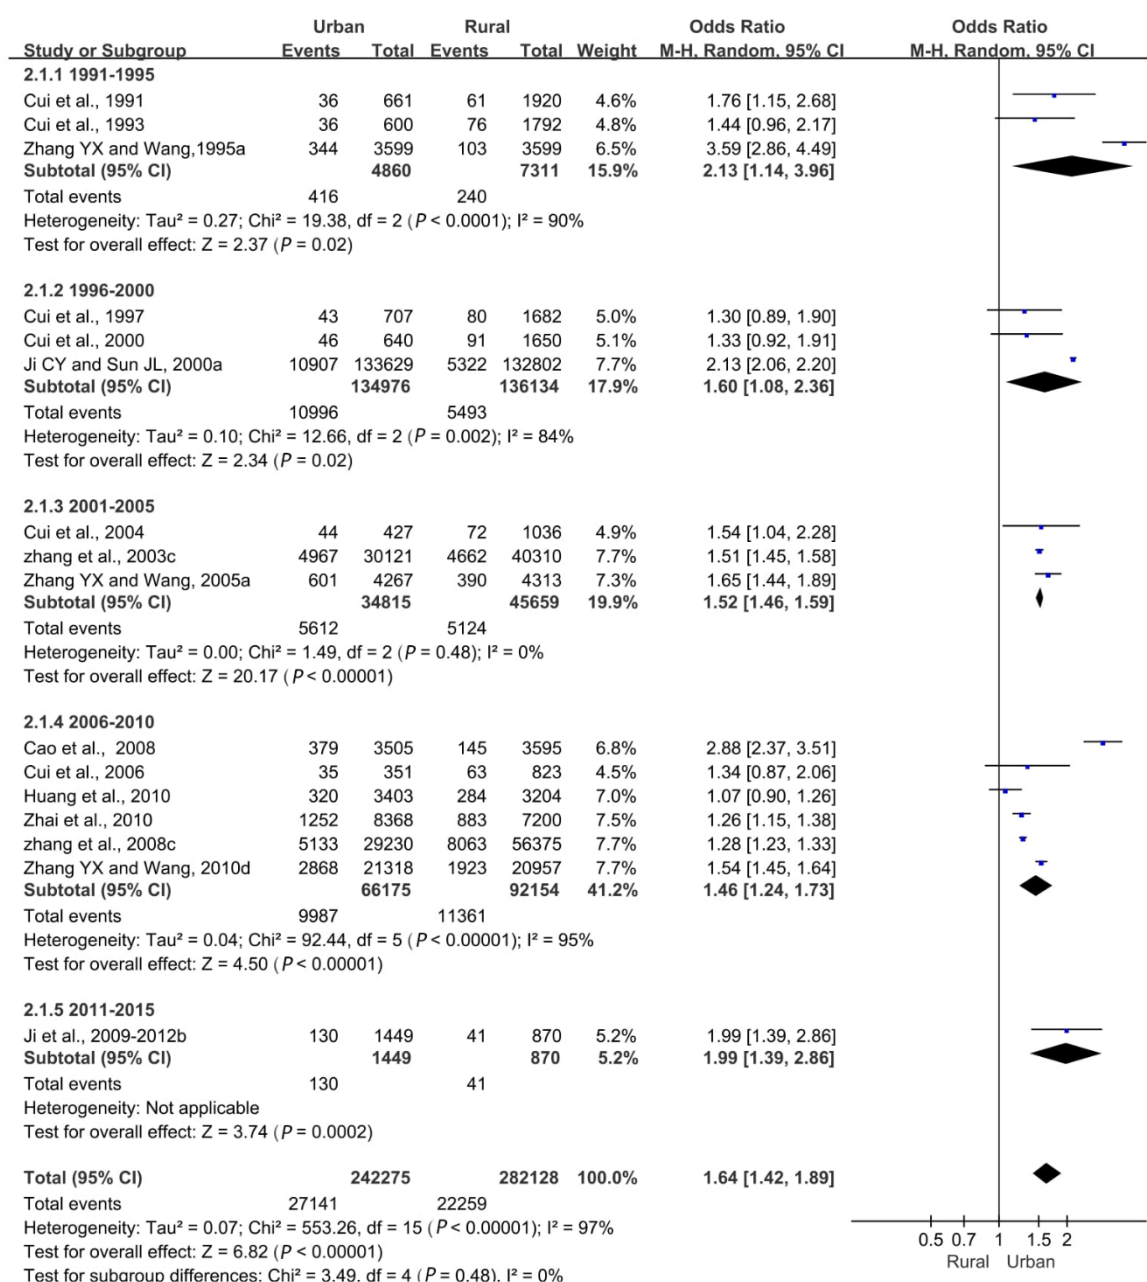 Urban Rural Odds Ratio Odds Ratio
Study or Subgroup Events Total Events Total Weight M-H, Random, 95% CI M-H, Random, 95% CI
2.1.1 1991-1995
Cui et al., 1991 36 661 61 1920 4.6% 1.76 [1.15, 2.68]
Cui et al., 1993 36 600 76 1792 4.8% 1.44 [0.96, 2.17]
Zhang YX and Wang,1995a 344 3599 103 3599 6.5% 3.59 [2.86, 4.49]
Subtotal (95% CI) 4860 7311 15.9% 2.13 [1.14, 3.96]
Total events 416 240
Heterogeneity: Tau² = 0.27; Chi² = 19.38, df = 2 (P < 0.0001); I² = 90%
Test for overall effect: Z = 2.37 (P = 0.02)
2.1.2 1996-2000
Cui et al., 1997 43 707 80 1682 5.0% 1.30 [0.89, 1.90]
Cui et al., 2000 46 640 91 1650 5.1% 1.33 [0.92, 1.91]
Ji CY and Sun JL, 2000a 10907 133629 5322 132802 7.7% 2.13 [2.06, 2.20]
Subtotal (95% CI) 134976 136134 17.9% 1.60 [1.08, 2.36]
Total events 10996 5493
Heterogeneity: Tau² = 0.10; Chi² = 12.66, df = 2 (P = 0.002); I² = 84%
Test for overall effect: Z = 2.34 (P = 0.02)
2.1.3 2001-2005
Cui et al., 2004 44 427 72 1036 4.9% 1.54 [1.04, 2.28]
zhang et al., 2003c 4967 30121 4662 40310 7.7% 1.51 [1.45, 1.58]
Zhang YX and Wang, 2005a 601 4267 390 4313 7.3% 1.65 [1.44, 1.89]
Subtotal (95% CI) 34815 45659 19.9% 1.52 [1.46, 1.59]
Total events 5612 5124
Heterogeneity: Tau² = 0.00; Chi² = 1.49, df = 2 (P = 0.48); I² = 0%
Test for overall effect: Z = 20.17 (P < 0.00001)
2.1.4 2006-2010
Cao et al., 2008 379 3505 145 3595 6.8% 2.88 [2.37, 3.51]
Cui et al., 2006 35 351 63 823 4.5% 1.34 [0.87, 2.06]
Huang et al., 2010 320 3403 284 3204 7.0% 1.07 [0.90, 1.26]
Zhai et al., 2010 1252 8368 883 7200 7.5% 1.26 [1.15, 1.38]
zhang et al., 2008c 5133 29230 8063 56375 7.7% 1.28 [1.23, 1.33]
Zhang YX and Wang, 2010d 2868 21318 1923 20957 7.7% 1.54 [1.45, 1.64]
Subtotal (95% CI) 66175 92154 41.2% 1.46 [1.24, 1.73]
Total events 9987 11361
Heterogeneity: Tau² = 0.04; Chi² = 92.44, df = 5 (P < 0.00001); I² = 95%
Test for overall effect: Z = 4.50 (P < 0.00001)
2.1.5 2011-2015
Ji et al., 2009-2012b 130 1449 41 870 5.2% 1.99 [1.39, 2.86]
Subtotal (95% CI) 1449 870 5.2% 1.99 [1.39, 2.86]
Total events 130 41
Heterogeneity: Not applicable
Test for overall effect: Z = 3.74 (P = 0.0002)
Total (95% CI) 242275 282128 100.0% 1.64 [1.42, 1.89]
Total events 27141 22259
Heterogeneity: Tau² = 0.07; Chi² = 553.26, df = 15 (P < 0.00001); I² = 97%
Test for overall effect: Z = 6.82 (P < 0.00001)
Test for subgroup differences: Chi² = 3.49, df = 4 (P = 0.48), I² = 0%
0.5 0.7 1 1.5 2
Rural Urban